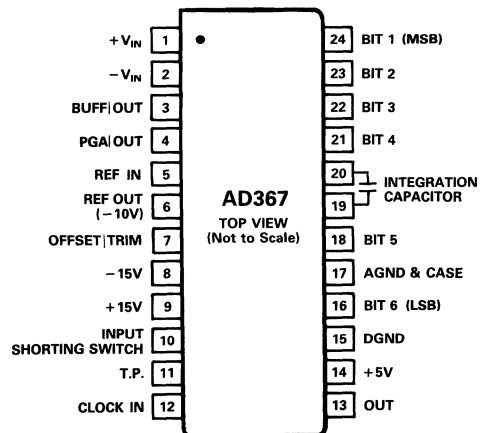 +VIN 1
−VIN 2
BUFF OUT 3
PGA OUT 4
REF IN 5
REF OUT 6
(−10V)
OFFSET TRIM 7
−15V 8
+15V 9
INPUT 10
SHORTING SWITCH
T.P. 11
CLOCK IN 12
AD367
TOP VIEW
(Not to Scale)
24 BIT 1 (MSB)
23 BIT 2
22 BIT 3
21 BIT 4
20
INTEGRATION
CAPACITOR
19
18 BIT 5
17 AGND & CASE
16 BIT 6 (LSB)
15 DGND
14 +5V
13 OUT